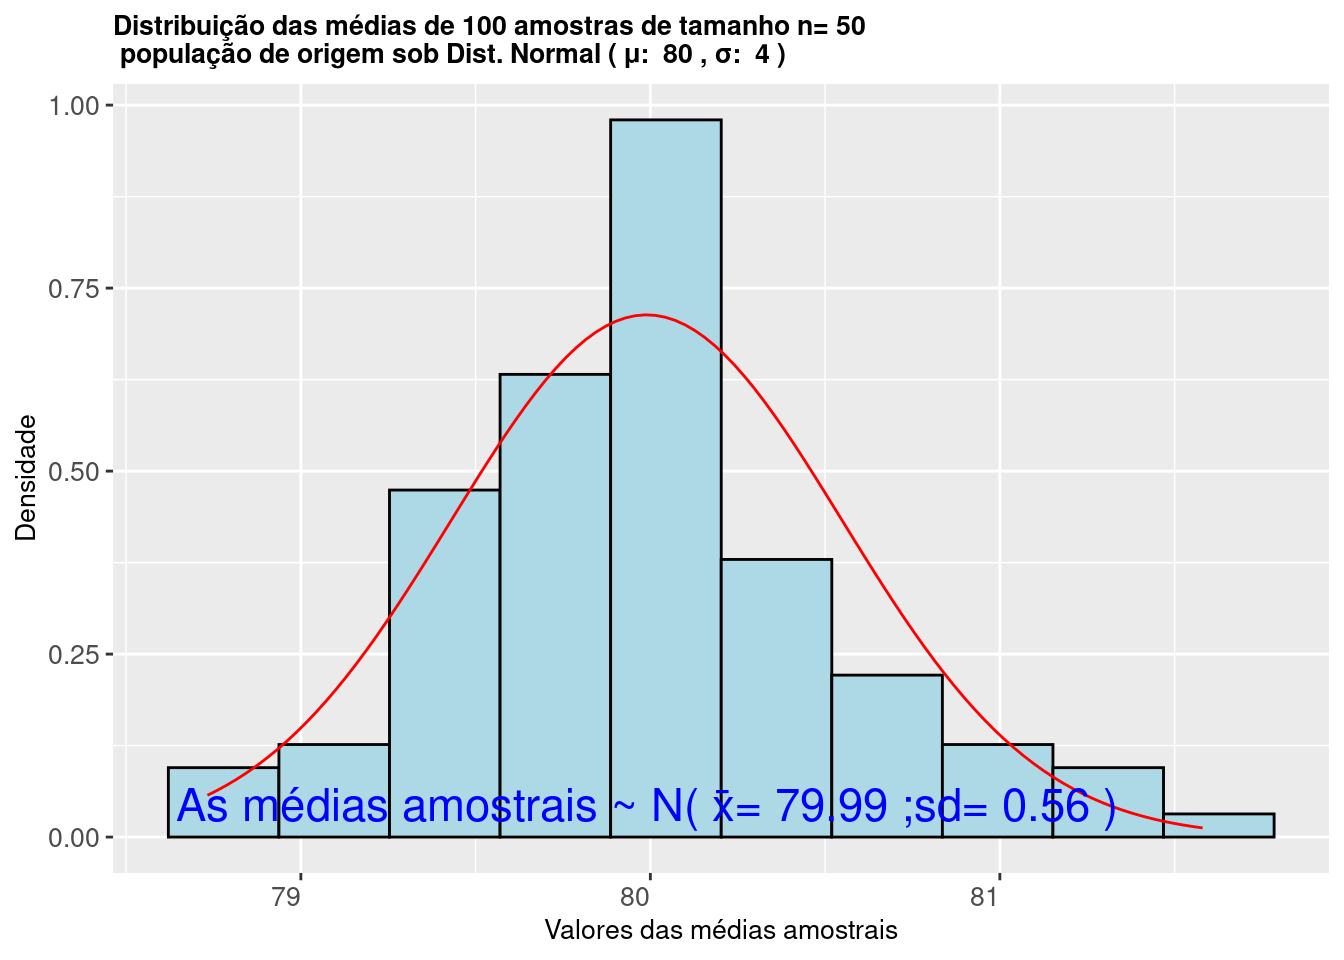 Distribuição das médias de 100 amostras de tamanho n= 50
população de origem sob Dist. Normal ( μ:  80 , σ:  4 )
1.00
0.75
0.50
0.25
0.00
Densidade
As médias amostrais ~ N( x̄= 79.99 ;sd= 0.56 )
79
80
81
Valores das médias amostrais